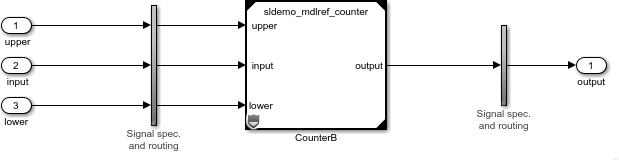 sldemo_mdlref_counter
1
upper
upper
2
input
input
output
1
output
3
lower
lower
Signal spec.
and routing
CounterB
Signal spec.
and routing